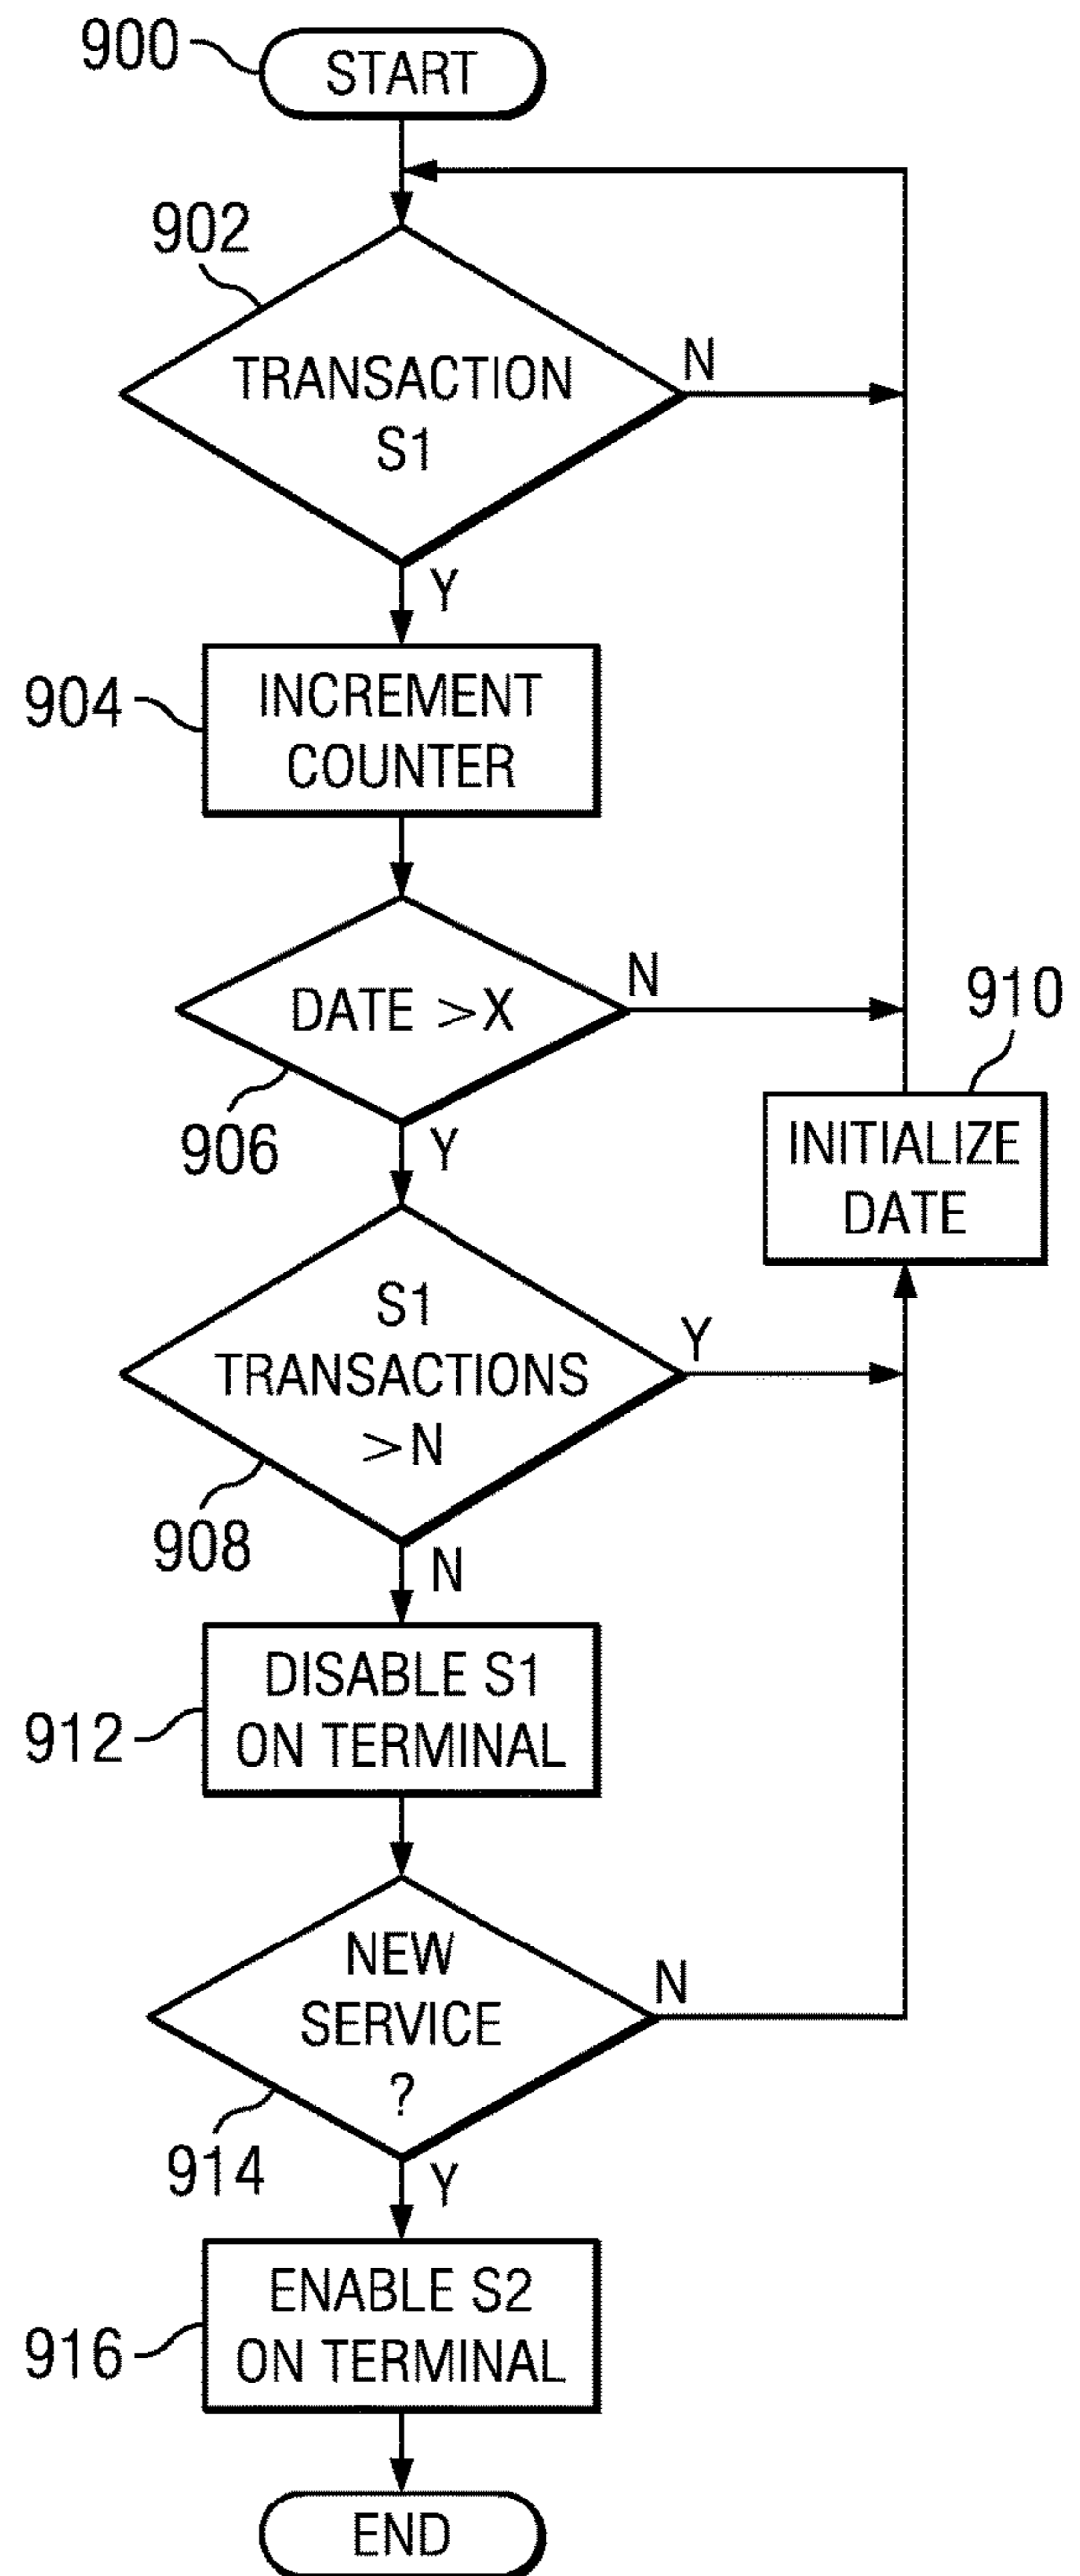 900
START
902
TRANSACTION
S1
N
Y
904
INCREMENT
COUNTER
DATE >X
N
906
Y
910
INITIALIZE
DATE
S1
TRANSACTIONS
>N
Y
908
N
912
DISABLE S1
ON TERMINAL
NEW
SERVICE
?
N
914
Y
916
ENABLE S2
ON TERMINAL
END